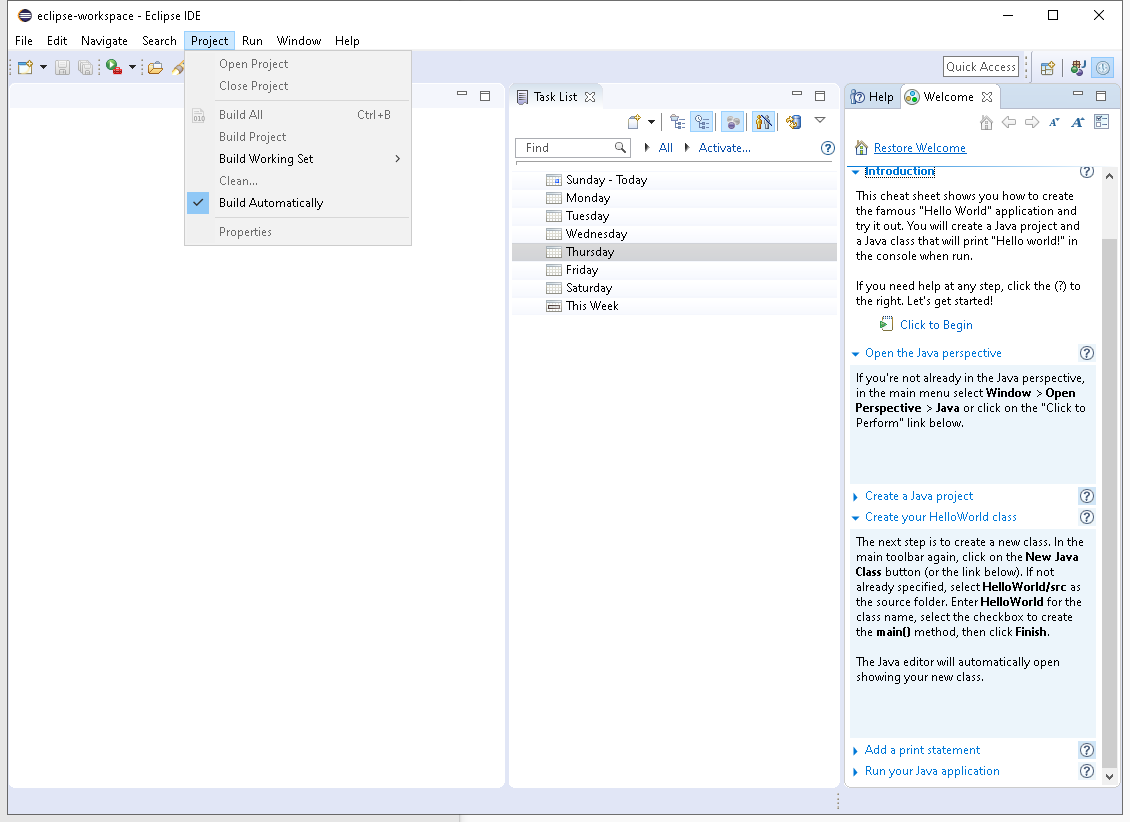 eclipse-workspace - Eclipse IDE
File Edit Navigate Search Project Run Window Help
Open Project
Close Project
Build All Ctrl+B
Build Project
Build Working Set
Clean...
Build Automatically
Properties
Quick Access
Task List
Find
All
Activate...
Sunday - Today
Monday
Tuesday
Wednesday
Thursday
Friday
Saturday
This Week
Help Welcome
Restore Welcome
Introduction
This cheat sheet shows you how to create
the famous "Hello World" application and
try it out. You will create a Java project and
a Java class that will print "Hello world!" in
the console when run.
If you need help at any step, click the (?) to
the right. Let's get started!
Click to Begin
Open the Java perspective
If you're not already in the Java perspective,
in the main menu select Window > Open
Perspective > Java or click on the "Click to
Perform" link below.
Create a Java project
Create your HelloWorld class
The next step is to create a new class. In the
main toolbar again, click on the New Java
Class button (or the link below). If not
already specified, select HelloWorld/src as
the source folder. Enter HelloWorld for the
class name, select the checkbox to create
the main() method, then click Finish.
The Java editor will automatically open
showing your new class.
Add a print statement
Run your Java application